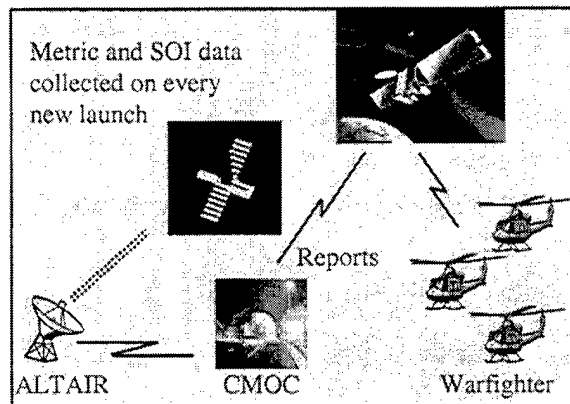 Metric and SOI data
collected on every
new launch
Reports
ALTAIR
CMOC
Warfighter